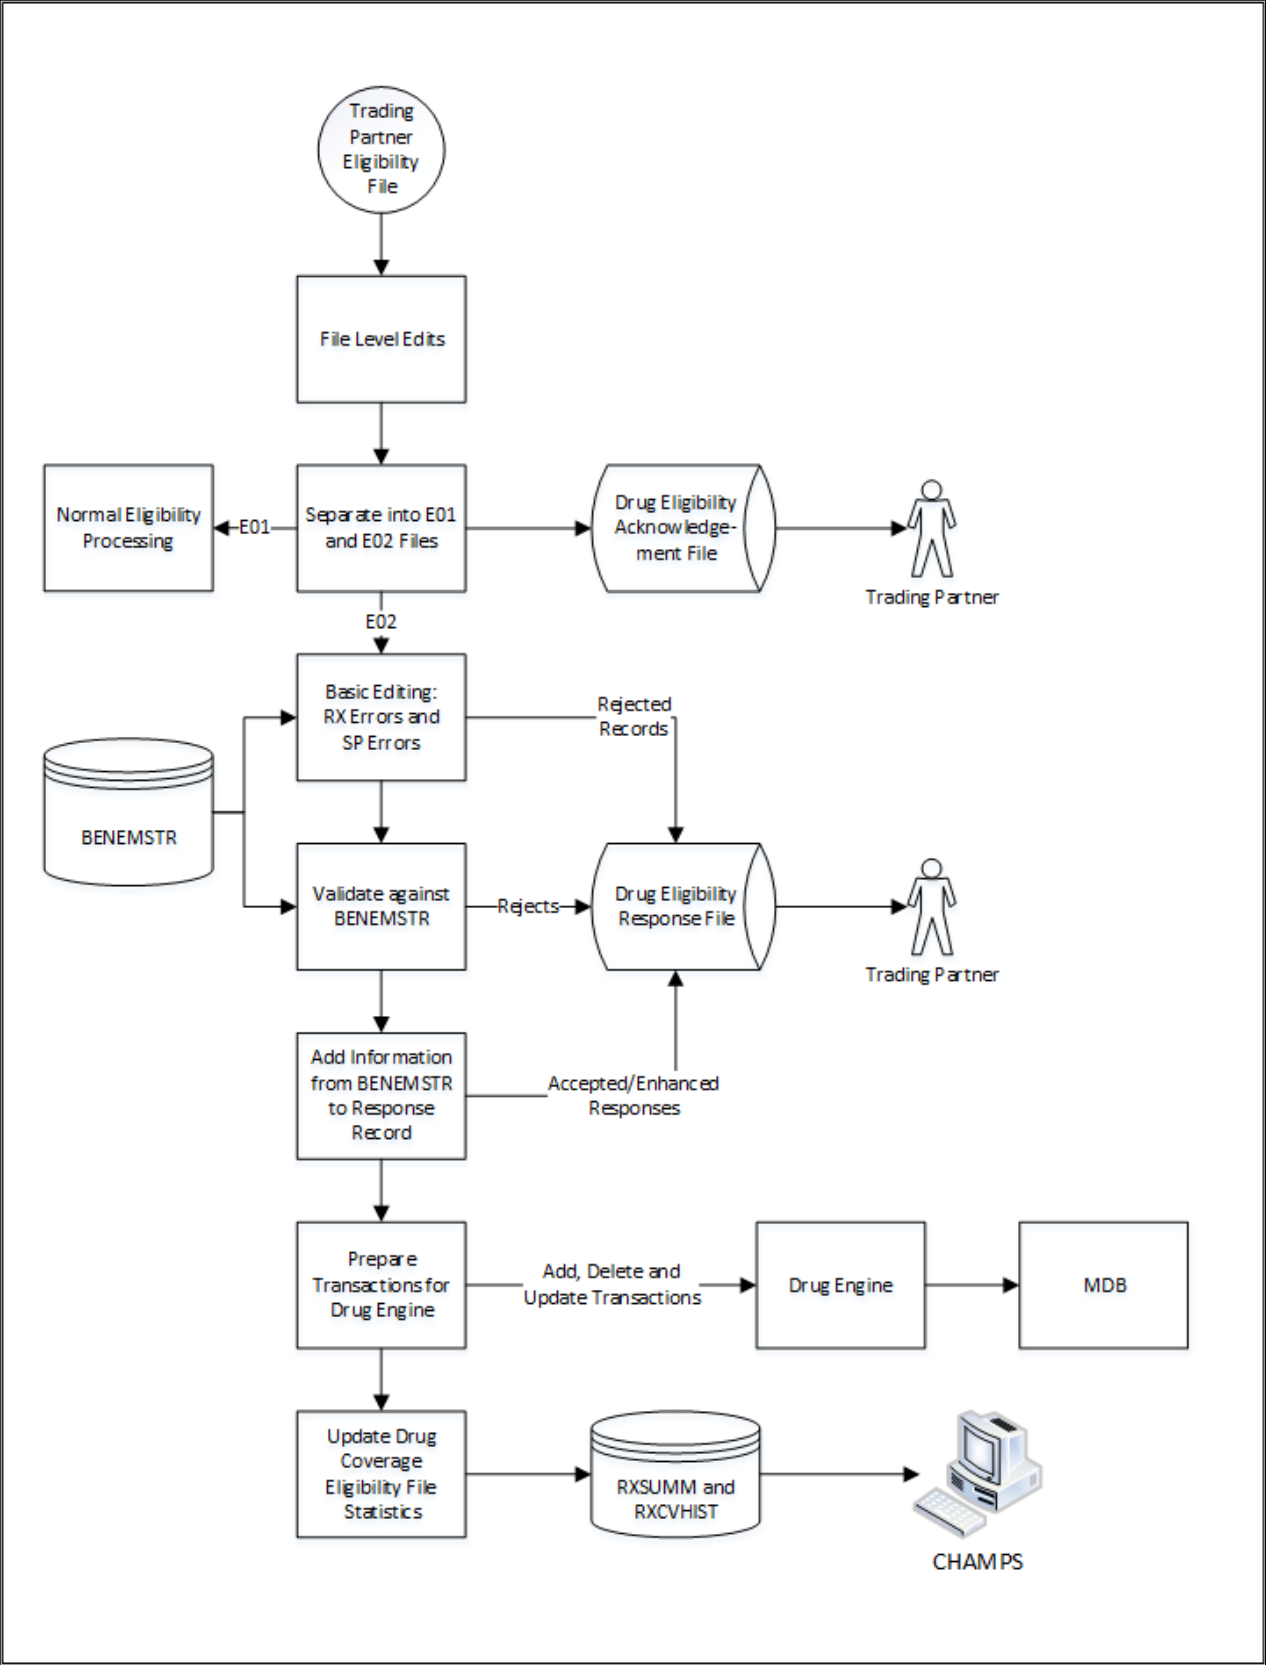 Trading
Partner
Eligibility
File
File Level Edits
Normal Eligibility
Processing
E01
Separate into E01
and E02 Files
Drug Eligibility
Acknowledge-
ment File
Trading Partner
E02
Basic Editing:
RX Errors and
SP Errors
Rejected
Records
BENEMSTR
Validate against
BENEMSTR
Rejects
Drug Eligibility
Response File
Trading Partner
Add Information
from BENEMSTR
to Response
Record
Accepted/Enhanced
Responses
Prepare
Transactions for
Drug Engine
Add, Delete and
Update Transactions
Drug Engine
MDB
Update Drug
Coverage
Eligibility File
Statistics
RXSUMM and
RXCVHIST
CHAMPS